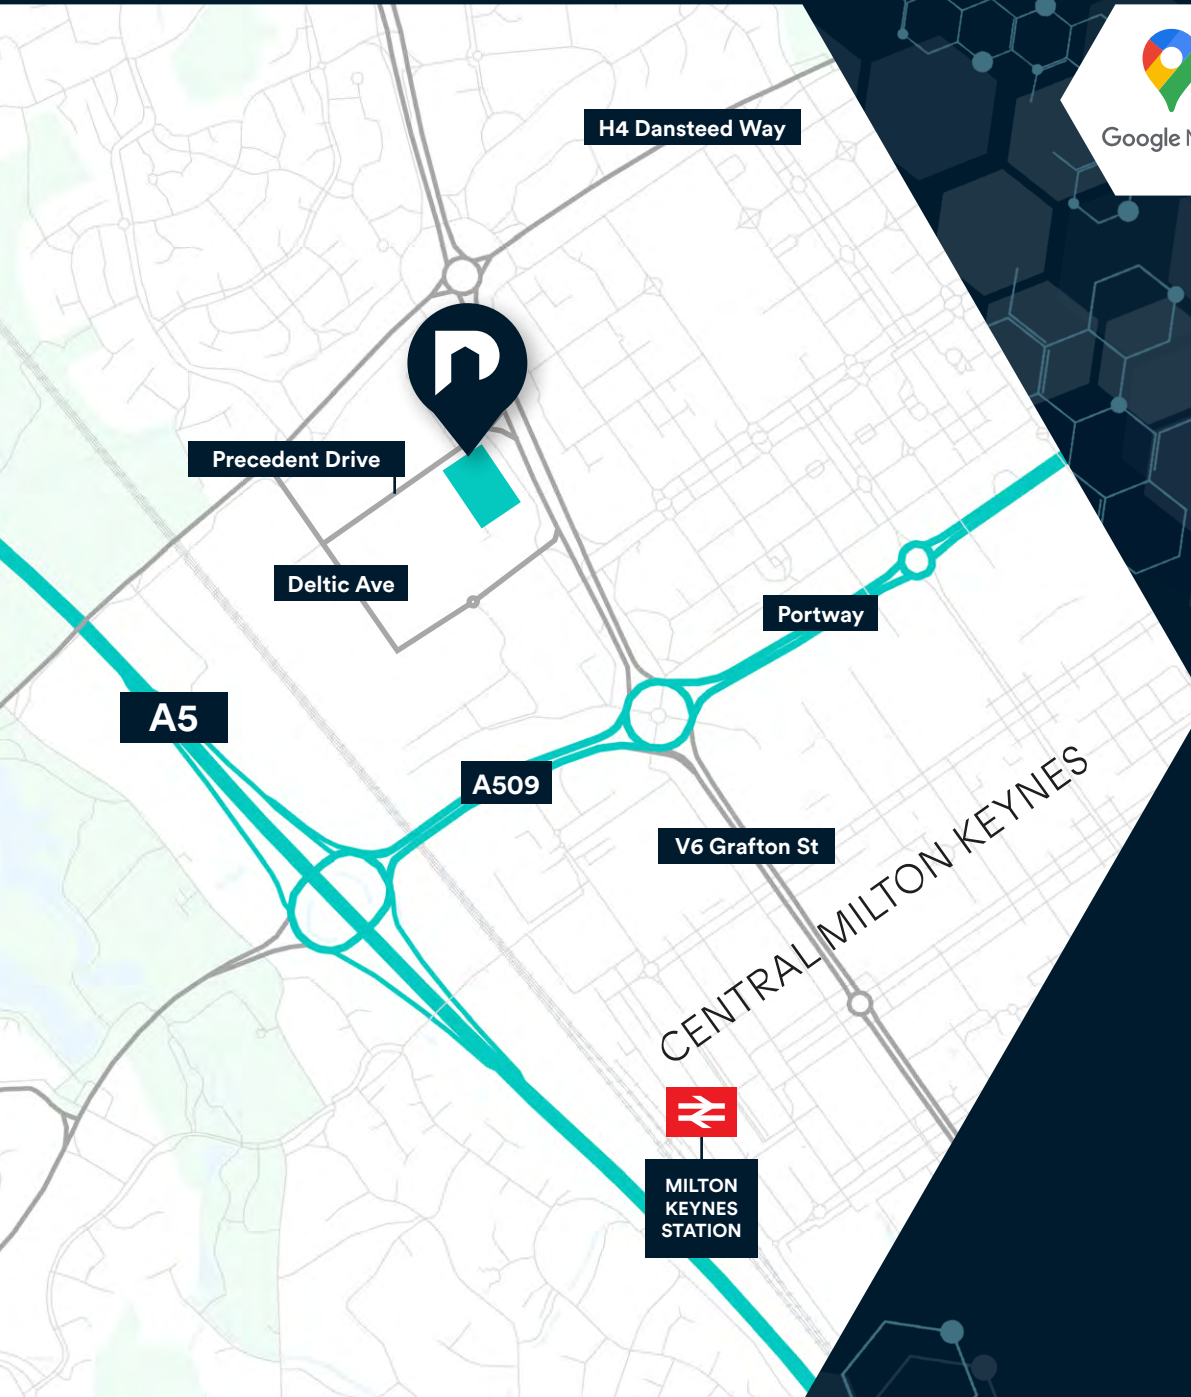 H4 Dansteed Way
Google
Precedent Drive
Deltic Ave
Portway
A5
A509
V6 Grafton St
CENTRAL MILTON KEYNES
MILTON
KEYNES
STATION